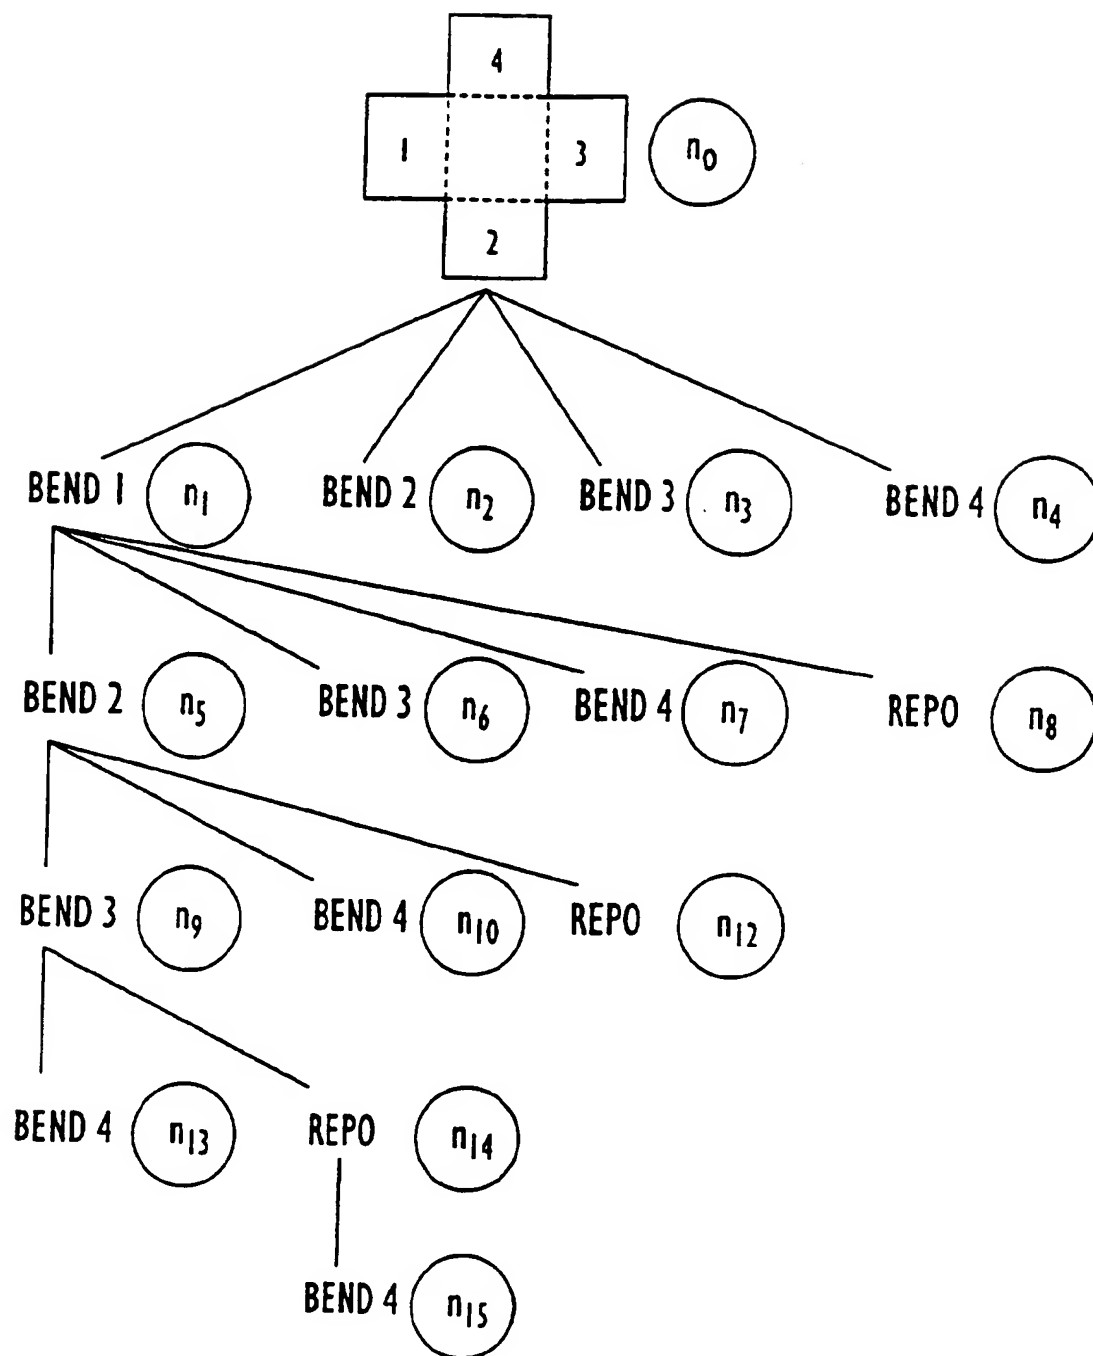 4
1 3 n0
2
BEND 1 n1 BEND 2 n2 BEND 3 n3 BEND 4 n4
BEND 2 n5 BEND 3 n6 BEND 4 n7 REPO n8
BEND 3 n9 BEND 4 n10 REPO n12
BEND 4 n13 REPO n14
BEND 4 n15